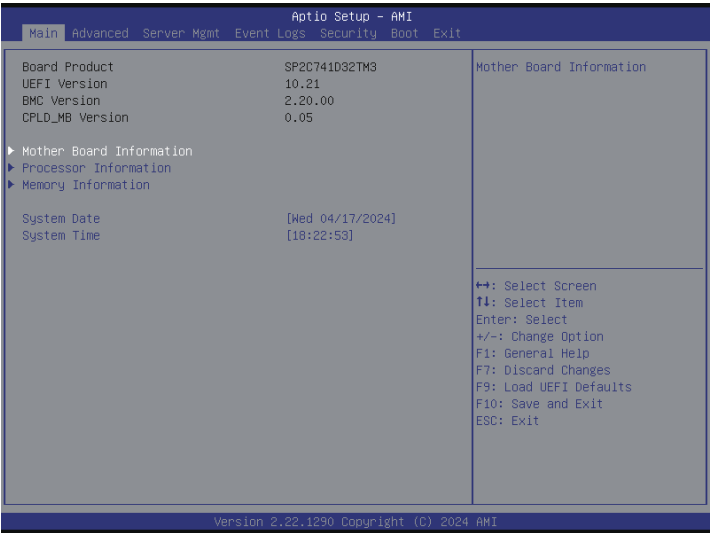 Aptio Setup – AMI
Main Advanced Server Mgmt Event Logs Security Boot Exit
Board Product SP2C741D32TM3
UEFI Version 10.21
BMC Version 2.20.00
CPLD_MB Version 0.05
Mother Board Information
Processor Information
Memory Information
System Date [Wed 04/17/2024]
System Time [18:22:53]
Mother Board Information
↔: Select Screen
↑↓: Select Item
Enter: Select
+/-: Change Option
F1: General Help
F7: Discard Changes
F9: Load UEFI Defaults
F10: Save and Exit
ESC: Exit
Version 2.22.1290 Copyright (C) 2024 AMI